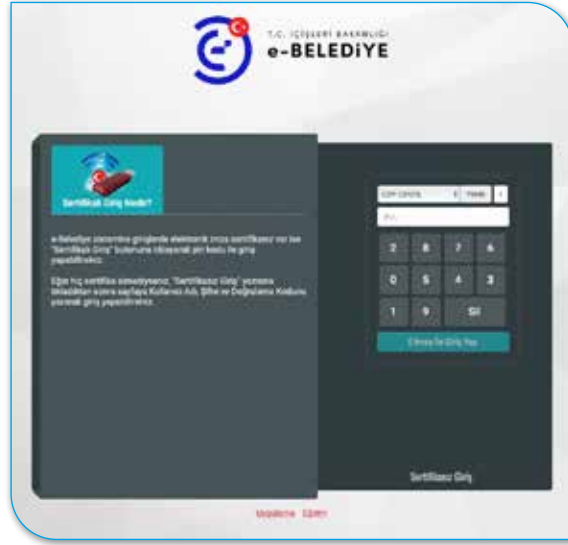 T.C. İÇİŞLERİ BAKANLIĞI
e-BELEDİYE
Sertifikalı Giriş Nedir?
e-Belediye sistemine girişlerde elektronik imza sertifikanız var ise
"Sertifikalı Giriş" butonuna tıklayarak pin kodu ile giriş
yapabilirsiniz.
Eğer hiç sertifika "Sertifikasız Giriş" yazısına
tıkladıktan sonra sayfaya Kullanıcı Adı, Şifre ve Doğrulama Kodunu
yazarak giriş yapabilirsiniz.
2 8 7 6
0 5 4 3
1 9 Sil
E-İmza ile Giriş Yap
Sertifikasız Giriş